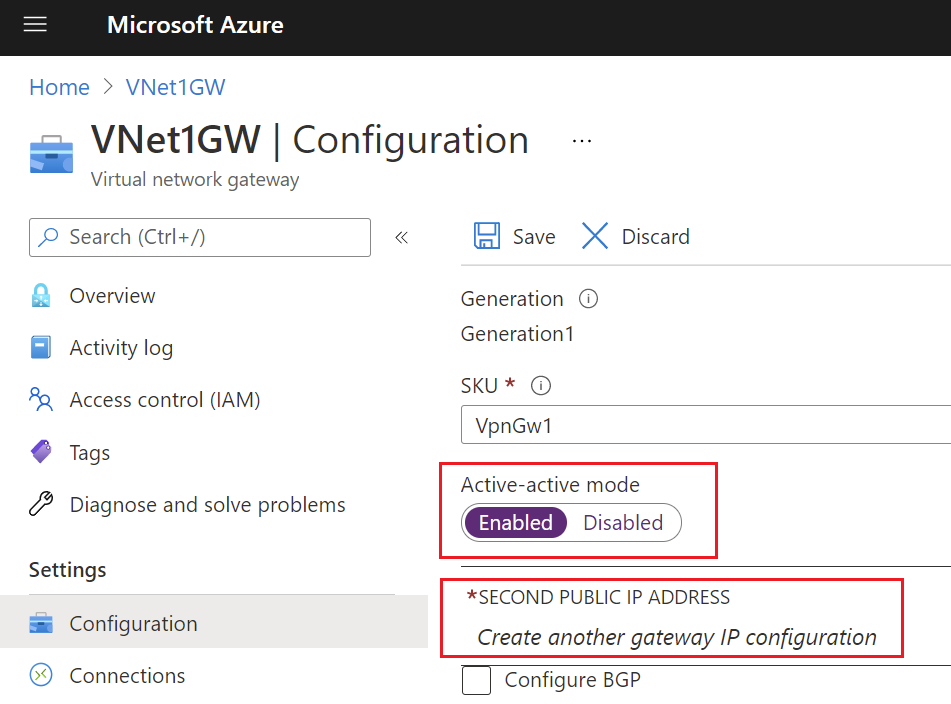 Microsoft Azure
Home > VNet1GW
VNet1GW | Configuration ...
Virtual network gateway
Search (Ctrl+/) «
Overview
Activity log
Access control (IAM)
Tags
Diagnose and solve problems
Settings
Configuration
Connections
Save Discard
Generation
Generation1
SKU *
VpnGw1
Active-active mode
Enabled Disabled
*SECOND PUBLIC IP ADDRESS
Create another gateway IP configuration
Configure BGP